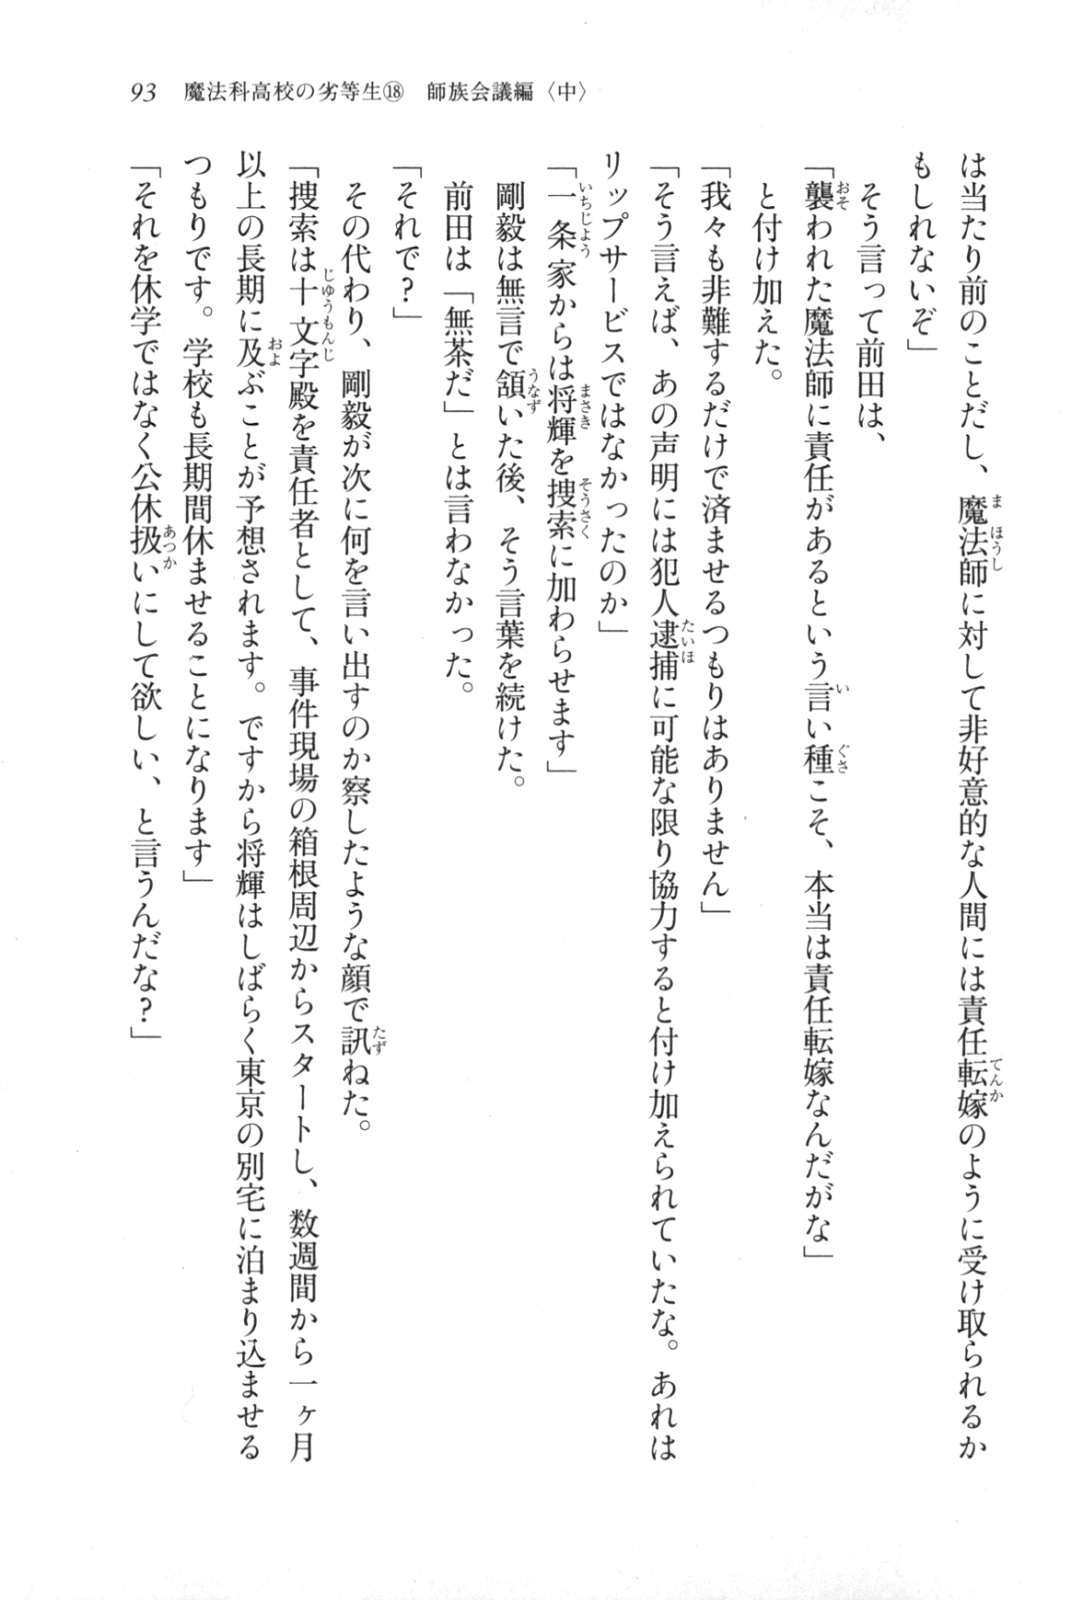 93 魔法科高校の劣等生⑱ 師族会議編〈中〉
は当たり前のことだし、魔法師に対して非好意的な人間には責任転嫁のように受け取られるか
もしれないぞ」
そう言って前田は、
「襲われた魔法師に責任があるという言い種こそ、本当は責任転嫁なんだがな」
と付け加えた。
「我々も非難するだけで済ませるつもりはありません」
「そう言えば、あの声明には犯人逮捕に可能な限り協力すると付け加えられていたな。あれは
リップサービスではなかったのか」
「一条家からは将輝を捜索に加わらせます」
剛毅は無言で頷いた後、そう言葉を続けた。
前田は「無茶だ」とは言わなかった。
「それで？」
その代わり、剛毅が次に何を言い出すのか察したような顔で訊ねた。
「捜索は十文字殿を責任者として、事件現場の箱根周辺からスタートし、数週間から一ヶ月
以上の長期に及ぶことが予想されます。ですから将輝はしばらく東京の別宅に泊まり込ませる
つもりです。学校も長期間休ませることになります」
「それを休学ではなく公休扱いにして欲しい、と言うんだな？」